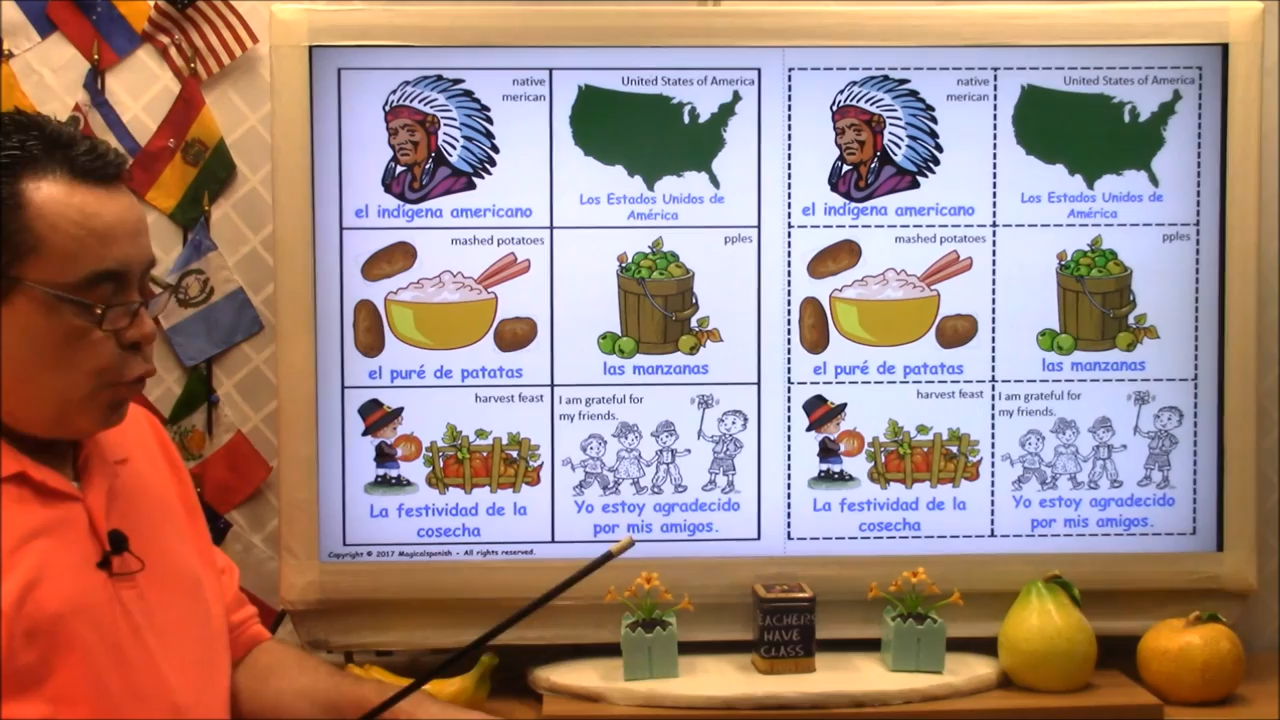 native
merican
el indígena americano
United States of America
Los Estados Unidos de
América
mashed potatoes
el puré de patatas
pples
las manzanas
harvest feast
La festividad de la
cosecha
I am grateful for
my friends.
Yo estoy agradecido
por mis amigos.
Copyright © 2017 Magicalspanish - All rights reserved.
native
merican
el indígena americano
United States of America
Los Estados Unidos de
América
mashed potatoes
el puré de patatas
pples
las manzanas
harvest feast
La festividad de la
cosecha
I am grateful for
my friends.
Yo estoy agradecido
por mis amigos.
EACHERS
HAVE
CLASS